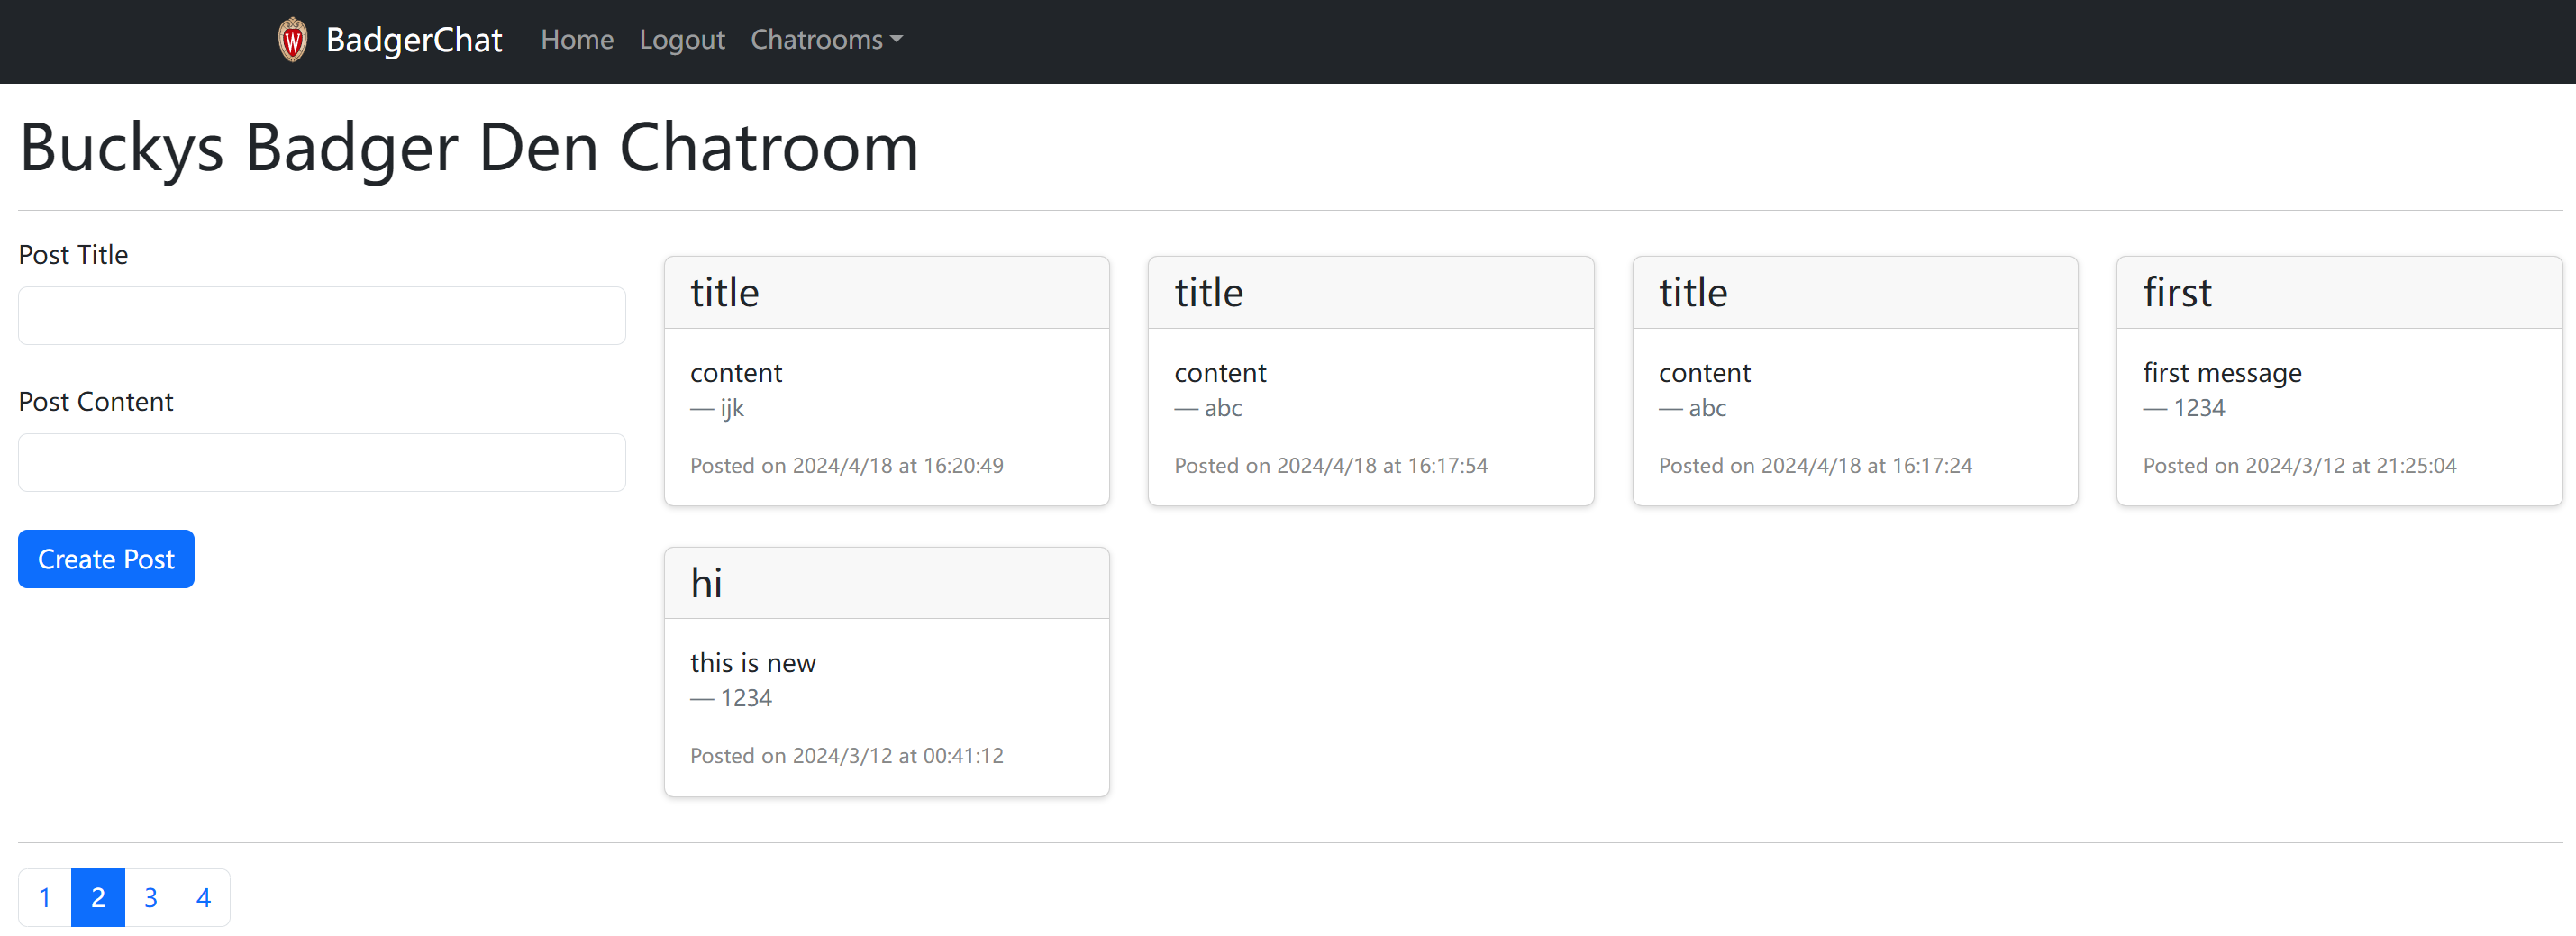 W BadgerChat Home Logout Chatrooms
Buckys Badger Den Chatroom
Post Title
Post Content
Create Post
title
content
— ijk
Posted on 2024/4/18 at 16:20:49
title
content
— abc
Posted on 2024/4/18 at 16:17:54
title
content
— abc
Posted on 2024/4/18 at 16:17:24
first
first message
— 1234
Posted on 2024/3/12 at 21:25:04
hi
this is new
— 1234
Posted on 2024/3/12 at 00:41:12
1 2 3 4